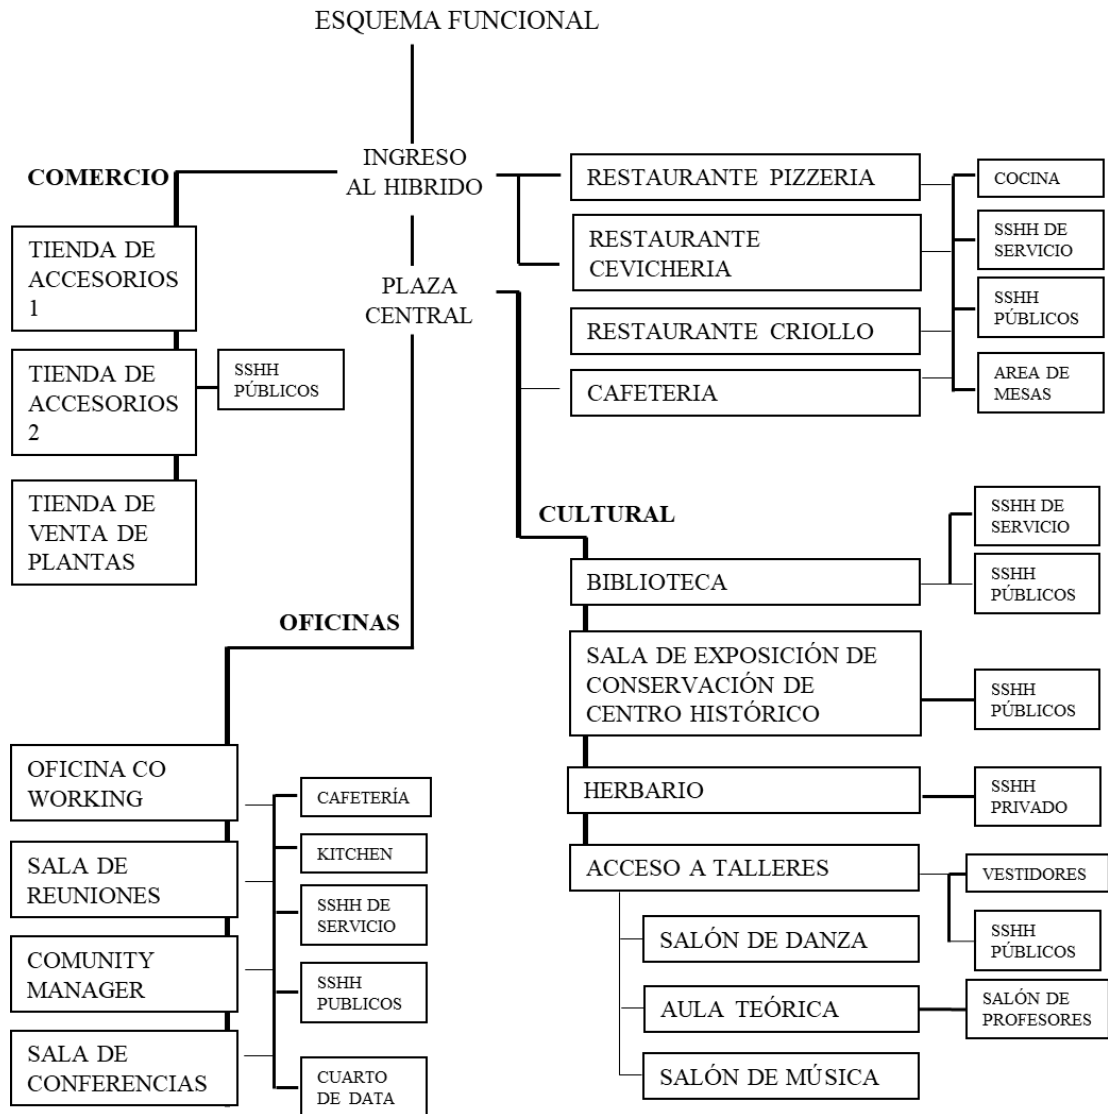 ESQUEMA FUNCIONAL
INGRESO
AL HIBRIDO
COMERCIO
TIENDA DE
ACCESORIOS
1
TIENDA DE
ACCESORIOS
2
SSHH
PÚBLICOS
TIENDA DE
VENTA DE
PLANTAS
PLAZA
CENTRAL
RESTAURANTE PIZZERIA
RESTAURANTE
CEVICHERIA
RESTAURANTE CRIOLLO
CAFETERIA
COCINA
SSHH DE
SERVICIO
SSHH
PÚBLICOS
AREA DE
MESAS
CULTURAL
BIBLIOTECA
SSHH DE
SERVICIO
SSHH
PÚBLICOS
SALA DE EXPOSICIÓN DE
CONSERVACIÓN DE
CENTRO HISTÓRICO
SSHH
PÚBLICOS
HERBARIO
SSHH
PRIVADO
ACCESO A TALLERES
VESTIDORES
SSHH
PÚBLICOS
SALÓN DE DANZA
AULA TEÓRICA
SALÓN DE
PROFESORES
SALÓN DE MÚSICA
OFICINAS
OFICINA CO
WORKING
SALA DE
REUNIONES
COMUNITY
MANAGER
SALA DE
CONFERENCIAS
CAFETERÍA
KITCHEN
SSHH DE
SERVICIO
SSHH
PUBLICOS
CUARTO
DE DATA